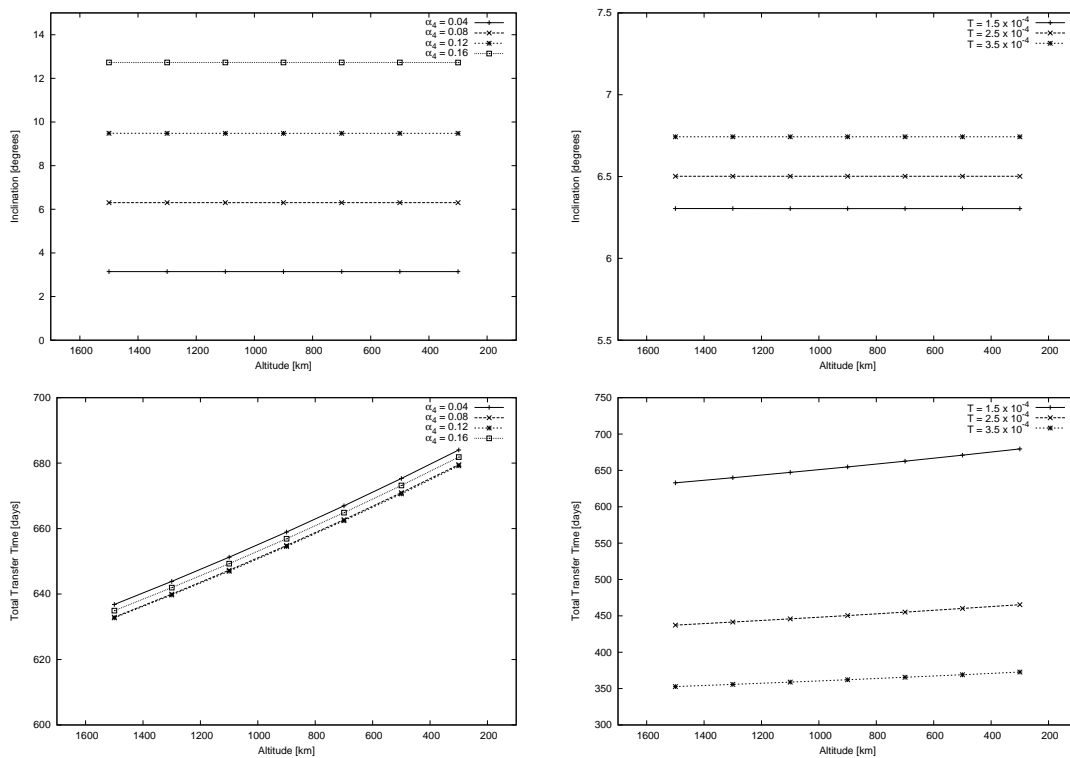 14
12
10
8
6
4
2
0
1600 1400 1200 1000 800 600 400 200
Inclination [degrees]
Altitude [km]
α₄ = 0.04
α₄ = 0.08
α₄ = 0.12
α₄ = 0.16
7.5
7
6.5
6
5.5
1600 1400 1200 1000 800 600 400 200
Inclination [degrees]
Altitude [km]
T = 1.5 x 10⁻⁴
T = 2.5 x 10⁻⁴
T = 3.5 x 10⁻⁴
700
680
660
640
620
600
1600 1400 1200 1000 800 600 400 200
Total Transfer Time [days]
Altitude [km]
α₄ = 0.04
α₄ = 0.08
α₄ = 0.12
α₄ = 0.16
750
700
650
600
550
500
450
400
350
300
1600 1400 1200 1000 800 600 400 200
Total Transfer Time [days]
Altitude [km]
T = 1.5 x 10⁻⁴
T = 2.5 x 10⁻⁴
T = 3.5 x 10⁻⁴